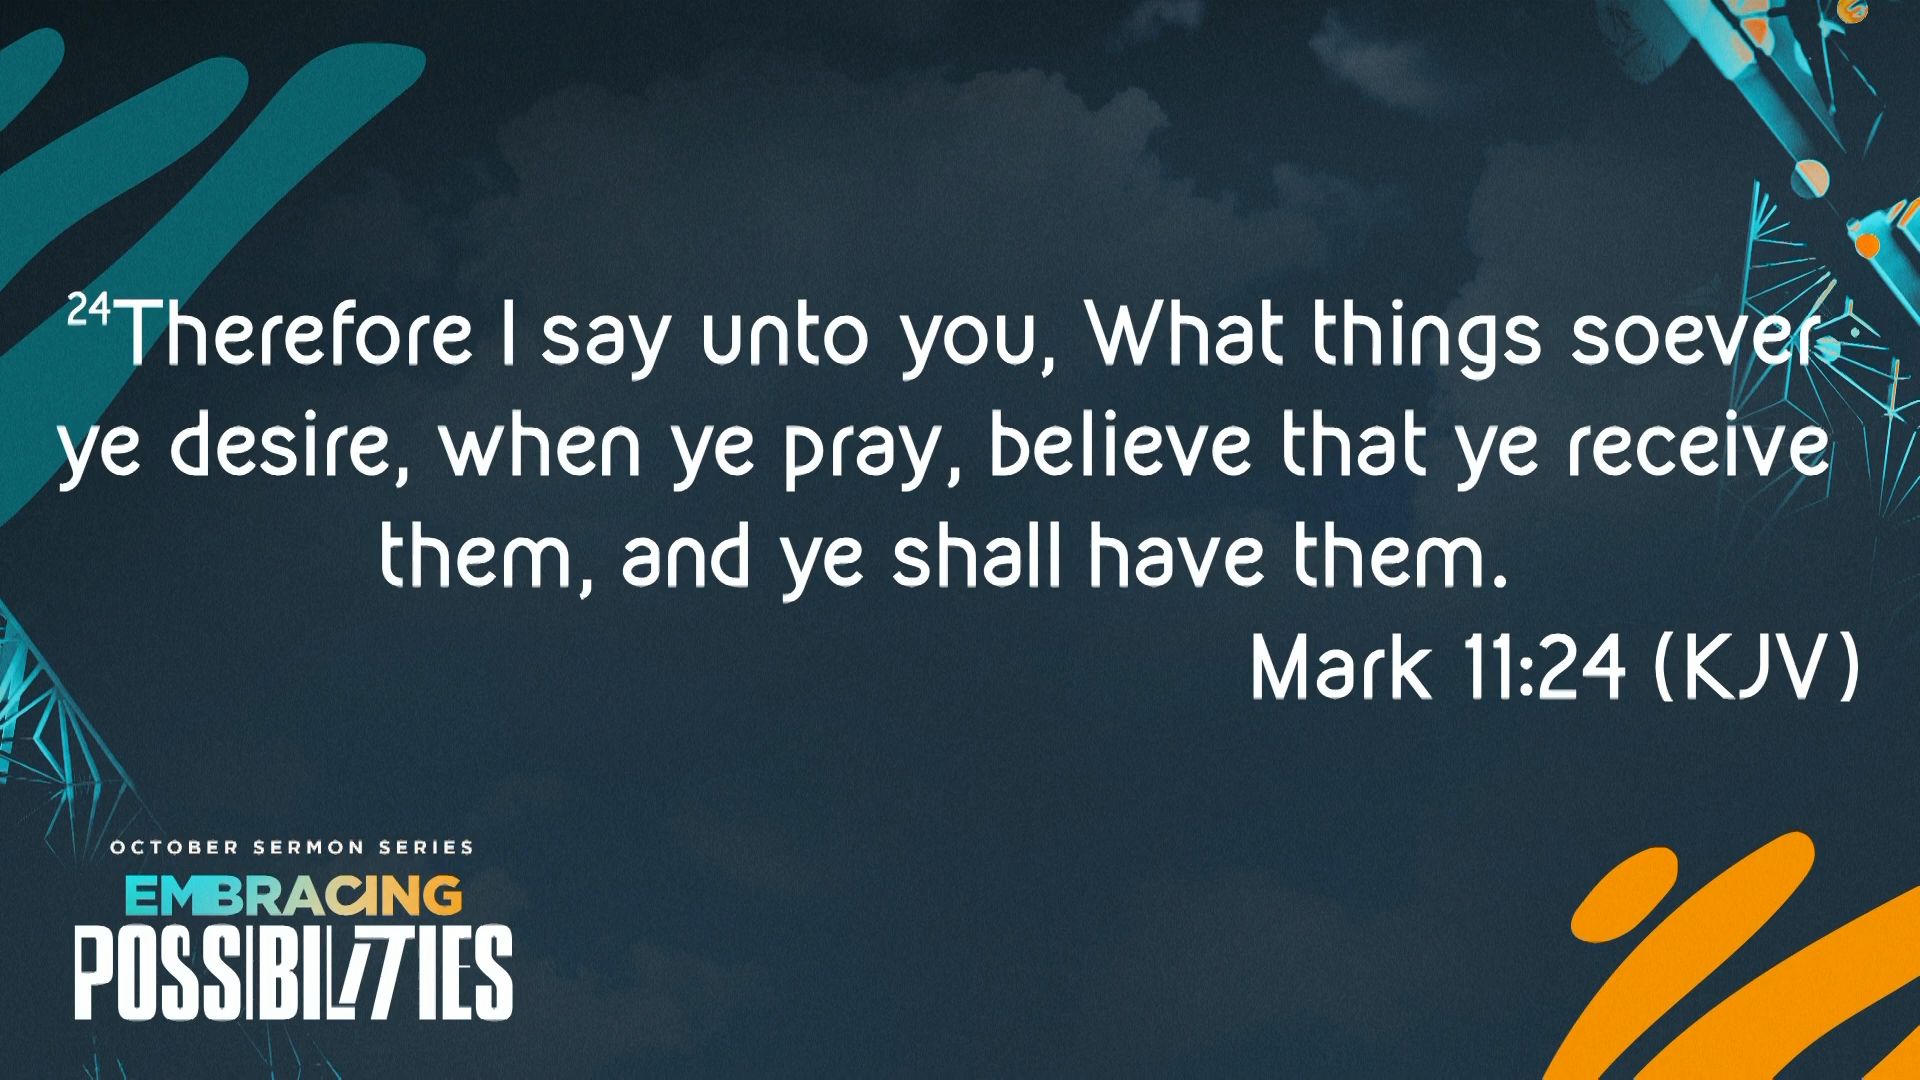 24Therefore I say unto you, What things soever
ye desire, when ye pray, believe that ye receive
them, and ye shall have them.
Mark 11:24 (KJV)
OCTOBER SERMON SERIES
EMBRACING
POSSIBILITIES